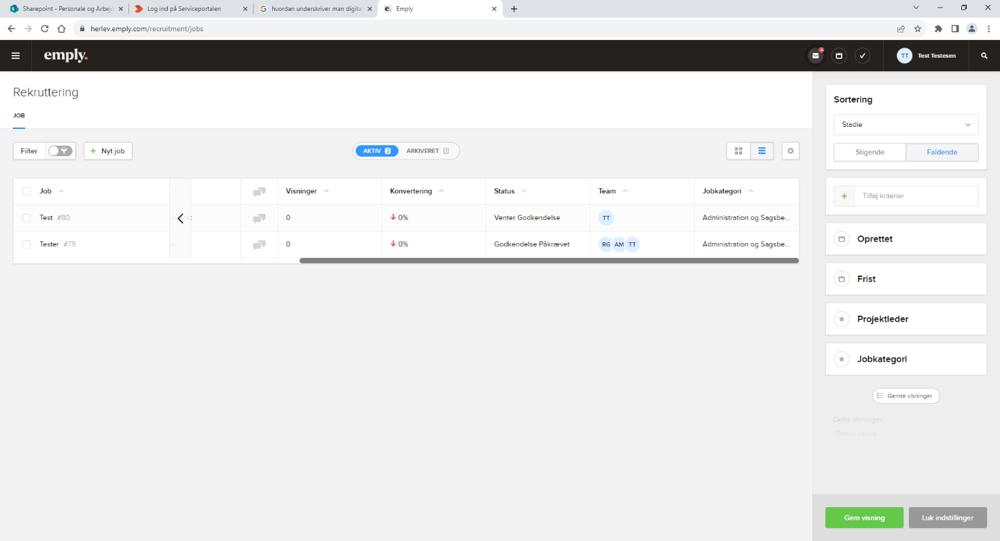 Sharepoint - Personale og Arbejd
Log ind på Serviceportalen
hvordan underskriver man digital
e. Emply
herlev.emply.com/recruitment/jobs
emply.
TT Test Testesen
Rekruttering
JOB
Filter
+ Nyt job
AKTIV 2
ARKIVERET 0
Job
Visninger
Konvertering
Status
Team
Jobkategori
Test #80
0
0%
Venter Godkendelse
TT
Administration og Sagsbe...
Tester #79
0
0%
Godkendelse Påkrævet
RG AM TT
Administration og Sagsbe...
Sortering
Stadie
Stigende
Faldende
+ Tilføj kriterier
Oprettet
Frist
Projektleder
Jobkategori
Gemte visninger
Delte visninger
Default visning
Gem visning
Luk indstillinger